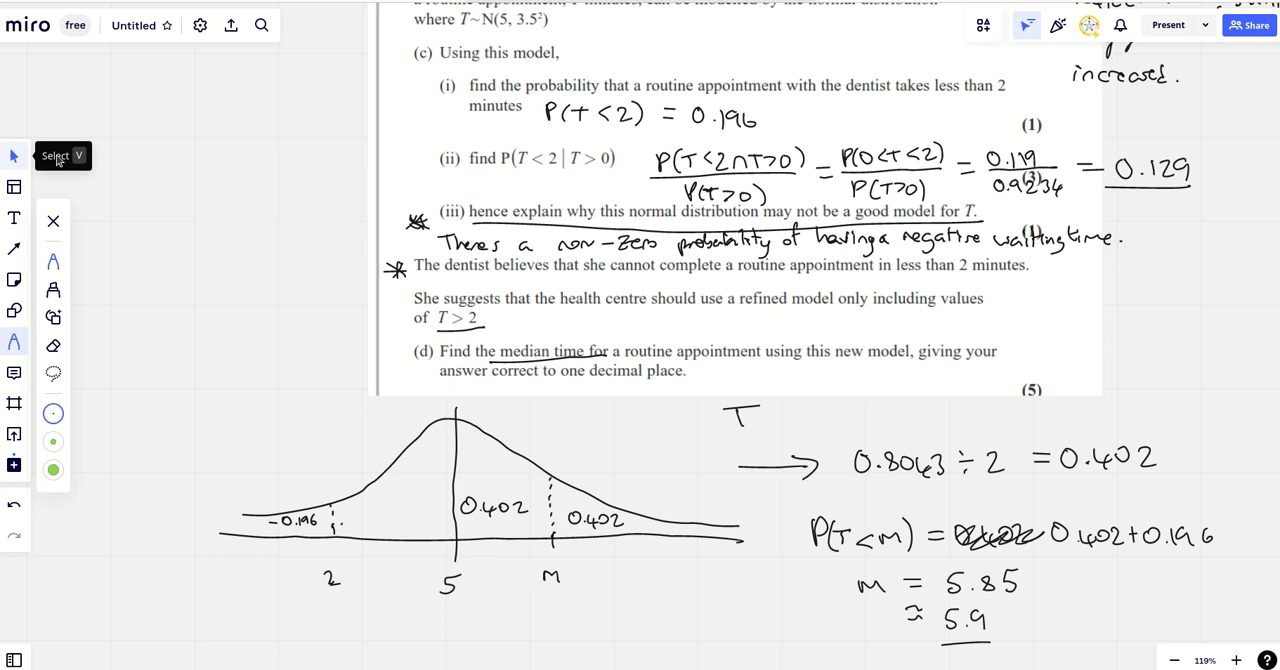 miro free Untitled
Present Share
where T~N(5, 3.5²)
increased.
(c) Using this model,
(i) find the probability that a routine appointment with the dentist takes less than 2
minutes P(T<2) = 0.196
(1)
Select V
(ii) find P(T < 2 | T > 0) P(T<2∩T>0)/P(T>0) = P(0<T<2)/P(T>0) = 0.119/0.9234 = 0.129
(3)
(iii) hence explain why this normal distribution may not be a good model for T.
(1)
There's a non-zero probability of having a negative waiting time.
* The dentist believes that she cannot complete a routine appointment in less than 2 minutes.
She suggests that the health centre should use a refined model only including values
of T > 2
(d) Find the median time for a routine appointment using this new model, giving your
answer correct to one decimal place.
(5)
T
0.8043 ÷ 2 = 0.402
-0.196 0.402 0.402
P(T<m) = 0.402+0.196
2 5 m
m = 5.85
≈ 5.9
119%